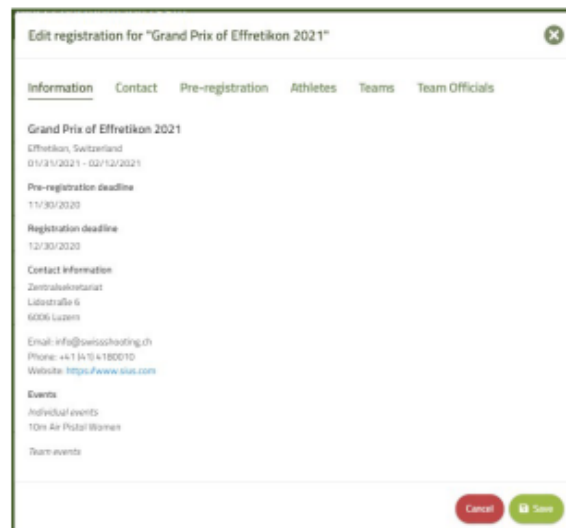 Edit registration for "Grand Prix of Effretikon 2021"
Information Contact Pre-registration Athletes Teams Team Officials
Grand Prix of Effretikon 2021
Effretikon, Switzerland
01/31/2021 - 02/12/2021
Pre-registration deadline
11/30/2020
Registration deadline
12/30/2020
Contact information
Zentralsekretariat
Lidostraße 6
6006 Luzern
Email: info@swissshooting.ch
Phone: +41 (41) 4180010
Website: https://www.sius.com
Events
Individual events
10m Air Pistol Women
Team events
Cancel Save